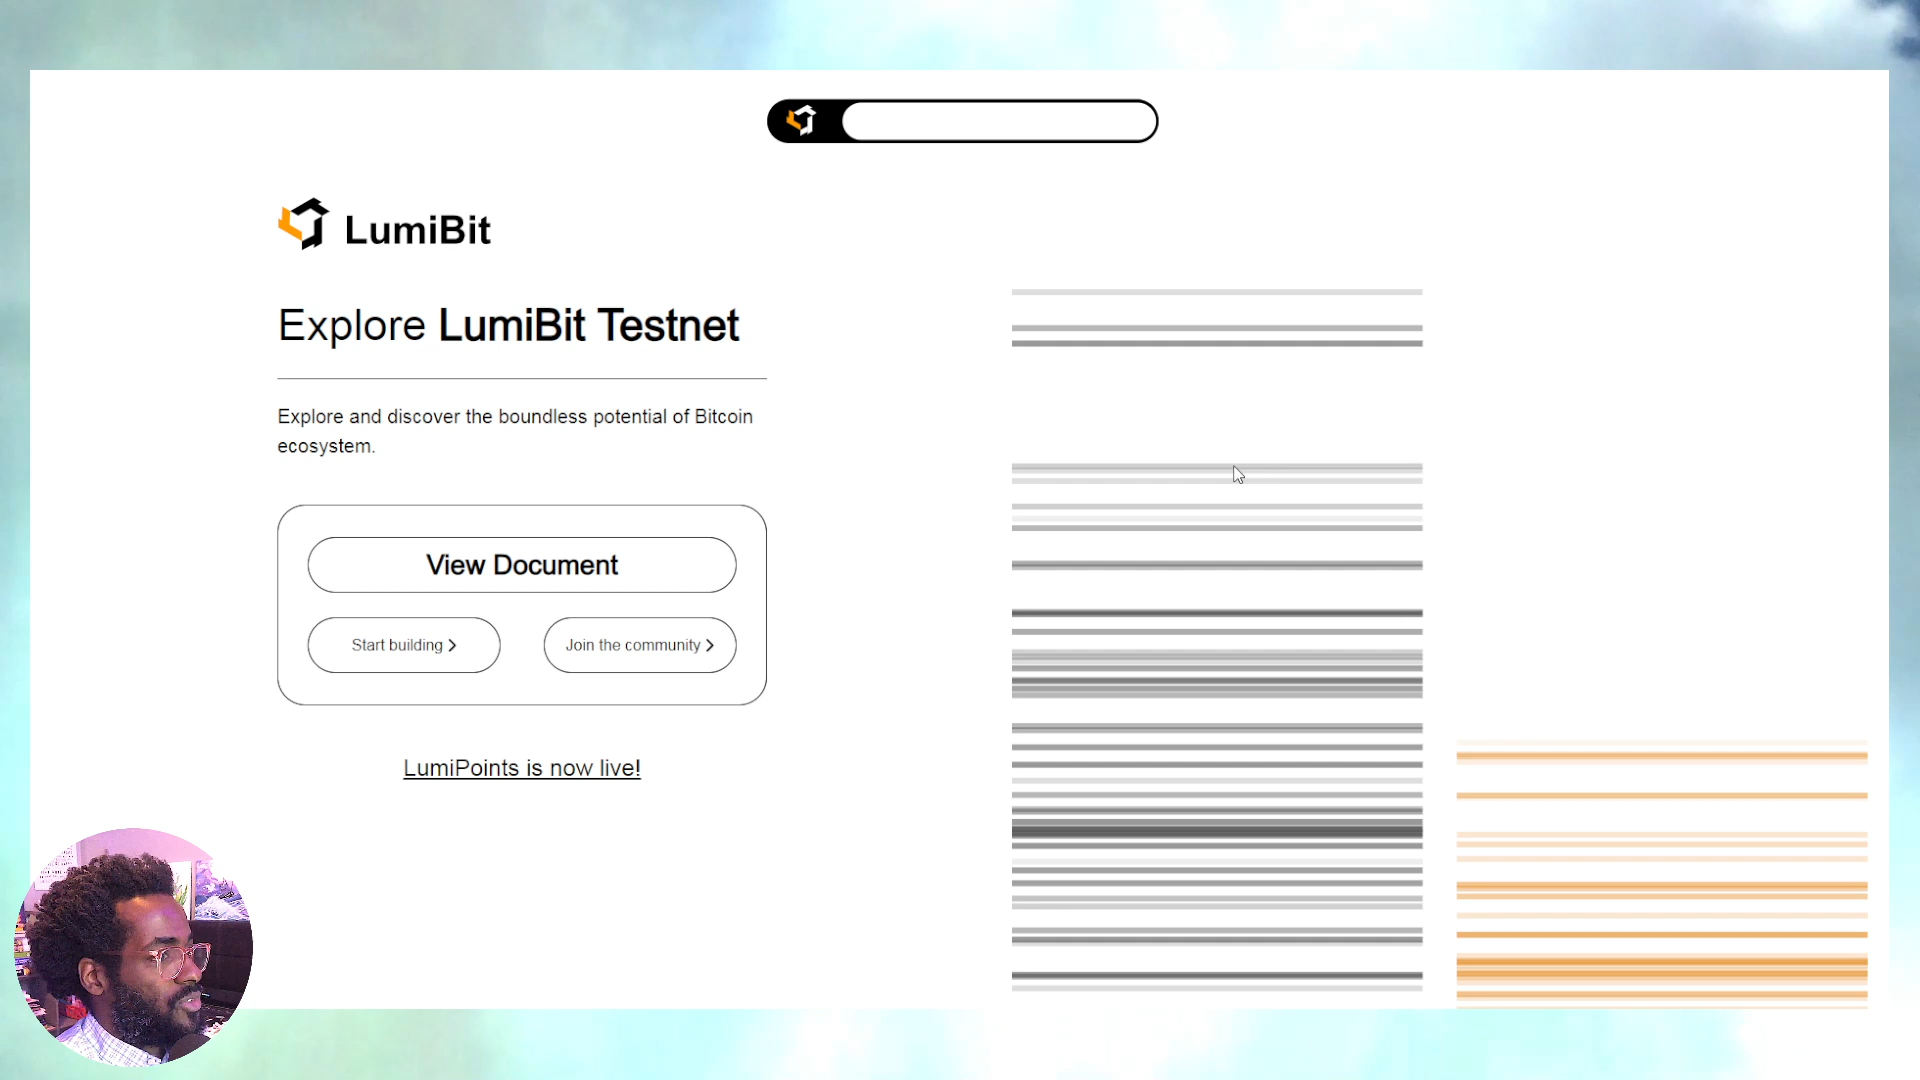 LumiBit
Explore LumiBit Testnet
Explore and discover the boundless potential of Bitcoin
ecosystem.
View Document
Start building
Join the community
LumiPoints is now live!